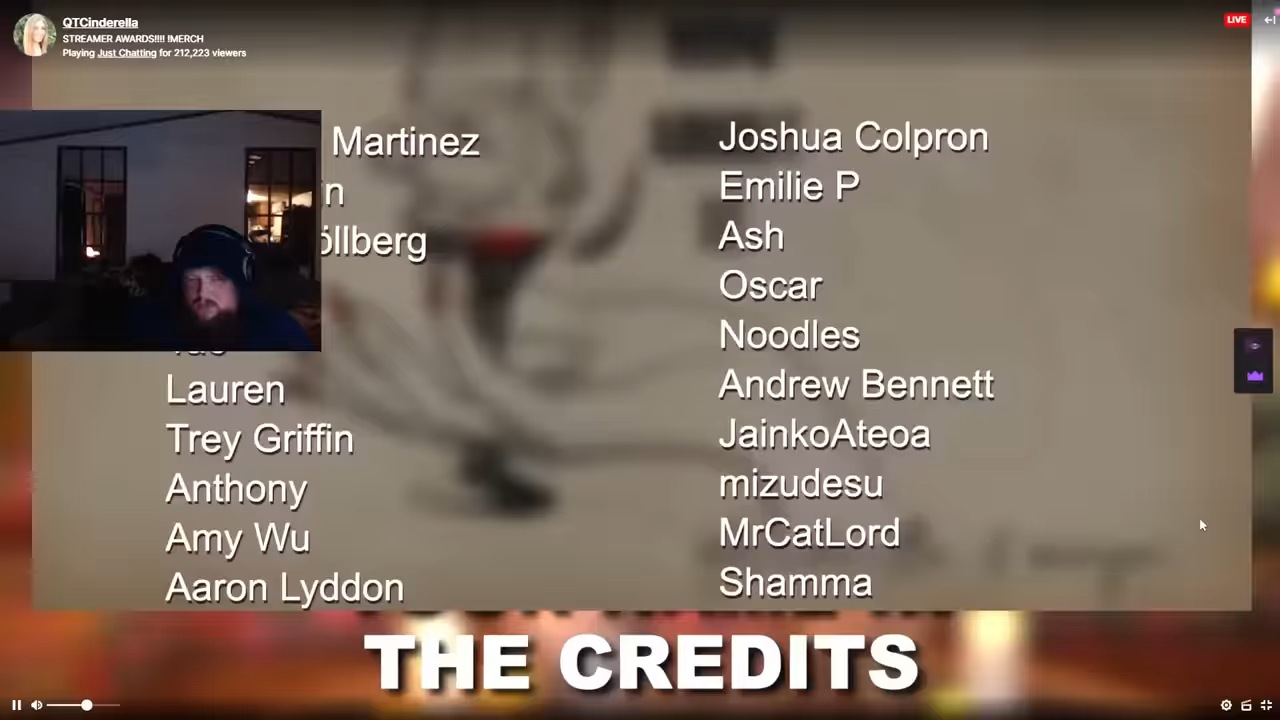 QTCinderella
STREAMER AWARDS!!!! !MERCH
Playing Just Chatting for 212,223 viewers
LIVE
Martinez
Lauren
Trey Griffin
Anthony
Amy Wu
Aaron Lyddon
Joshua Colpron
Emilie P
Ash
Oscar
Noodles
Andrew Bennett
JainkoAteoa
mizudesu
MrCatLord
Shamma
THE CREDITS